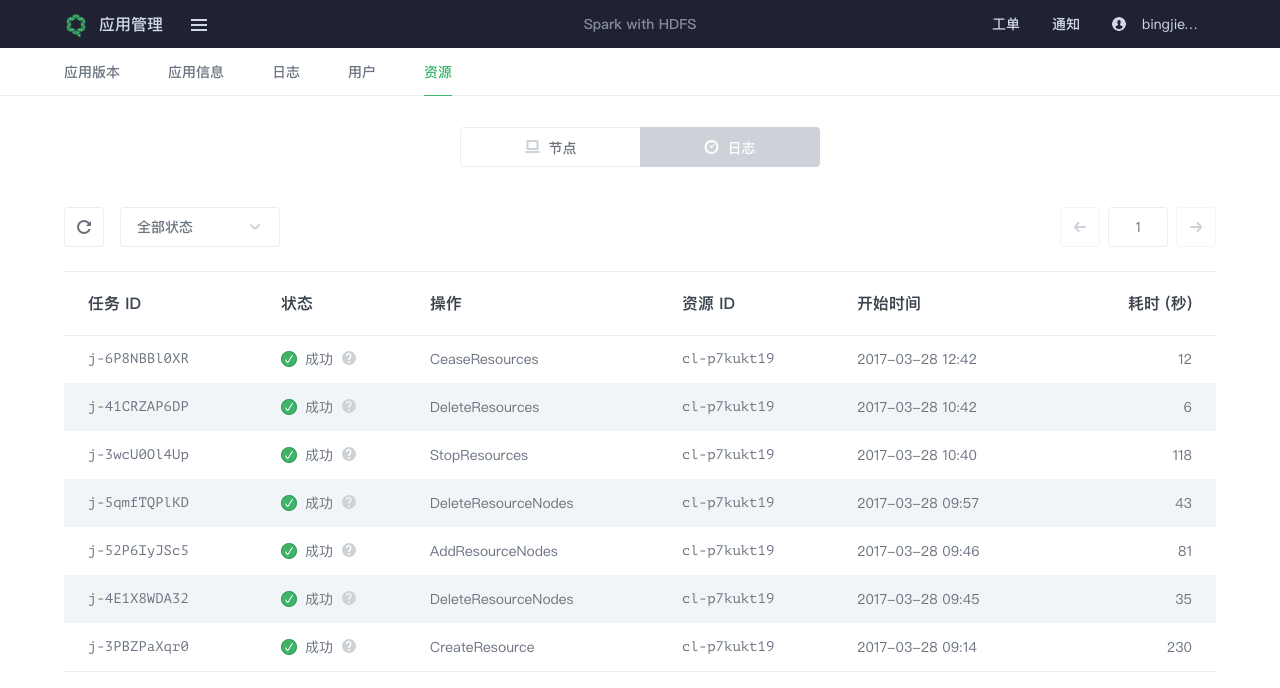 应用管理 Spark with HDFS 工单 通知 bingjie...
应用版本 应用信息 日志 用户 资源
节点 日志
全部状态 1
任务 ID 状态 操作 资源 ID 开始时间 耗时 (秒)
j-6P8NBBl0XR 成功 CeaseResources cl-p7kukt19 2017-03-28 12:42 12
j-41CRZAP6DP 成功 DeleteResources cl-p7kukt19 2017-03-28 10:42 6
j-3wcU0Ol4Up 成功 StopResources cl-p7kukt19 2017-03-28 10:40 118
j-5qmfTQPlKD 成功 DeleteResourceNodes cl-p7kukt19 2017-03-28 09:57 43
j-52P6IyJSc5 成功 AddResourceNodes cl-p7kukt19 2017-03-28 09:46 81
j-4E1X8WDA32 成功 DeleteResourceNodes cl-p7kukt19 2017-03-28 09:45 35
j-3PBZPaXqr0 成功 CreateResource cl-p7kukt19 2017-03-28 09:14 230